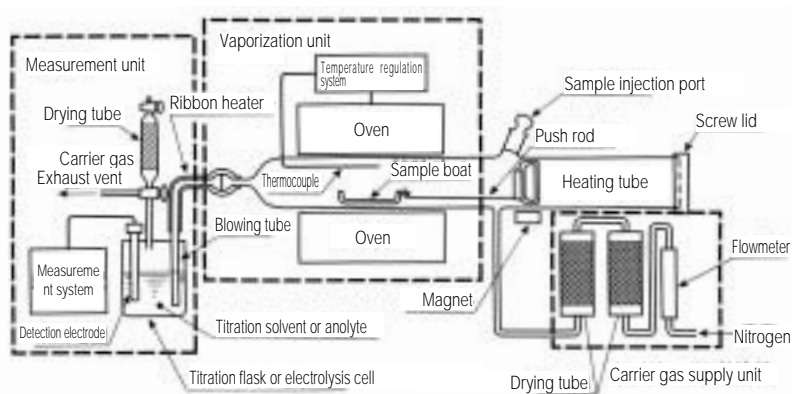 Vaporization unit
Measurement unit
Temperature regulation
system
Sample injection port
Ribbon heater
Drying tube
Oven
Push rod
Screw lid
Carrier gas
Exhaust vent
Thermocouple
Sample boat
Heating tube
Blowing tube
Oven
Flowmeter
Measureme
nt system
Magnet
Detection electrode
Titration solvent or anolyte
Nitrogen
Titration flask or electrolysis cell
Drying tube
Carrier gas supply unit